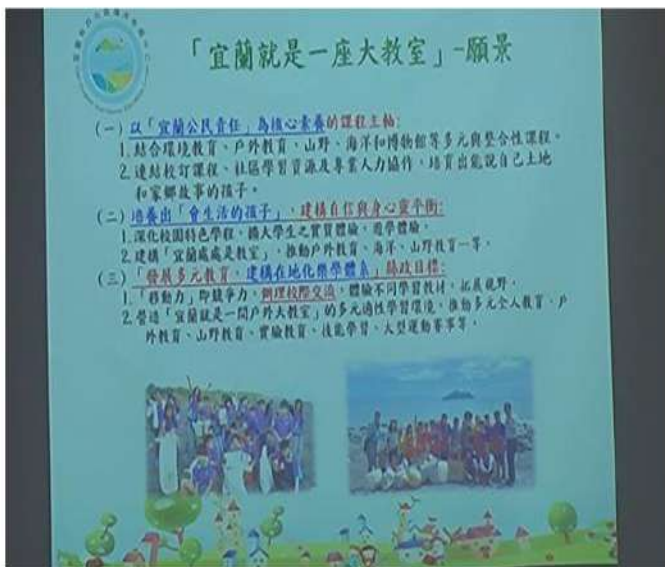 「宜蘭就是一座大教室」-願景
(一) 以「宜蘭公民責任」為核心素養的課程主軸:
1. 結合環境教育、戶外教育、山野、海洋和博物館等多元與整合性課程。
2. 連結校訂課程、社區學習資源及專業人力協作，培育出能說自己土地
和家鄉故事的孩子。
(二) 培養出「會生活的孩子」，建構自信與身心靈平衡:
1. 深化校園特色學程，擴大學生之實質體驗，遊學體驗。
2. 建構「宜蘭處處是教室」，推動戶外教育、海洋、山野教育一等。
(三) 「發展多元教育，建構在地化樂學體系」縣政目標:
1. 「移動力」即競爭力，辦理校際交流，體驗不同學習教材，拓展視野。
2. 營造「宜蘭就是一間戶外大教室」的多元適性學習環境，推動多元全人教育、戶
外教育、山野教育、實驗教育、技能學習、大型運動賽事等。